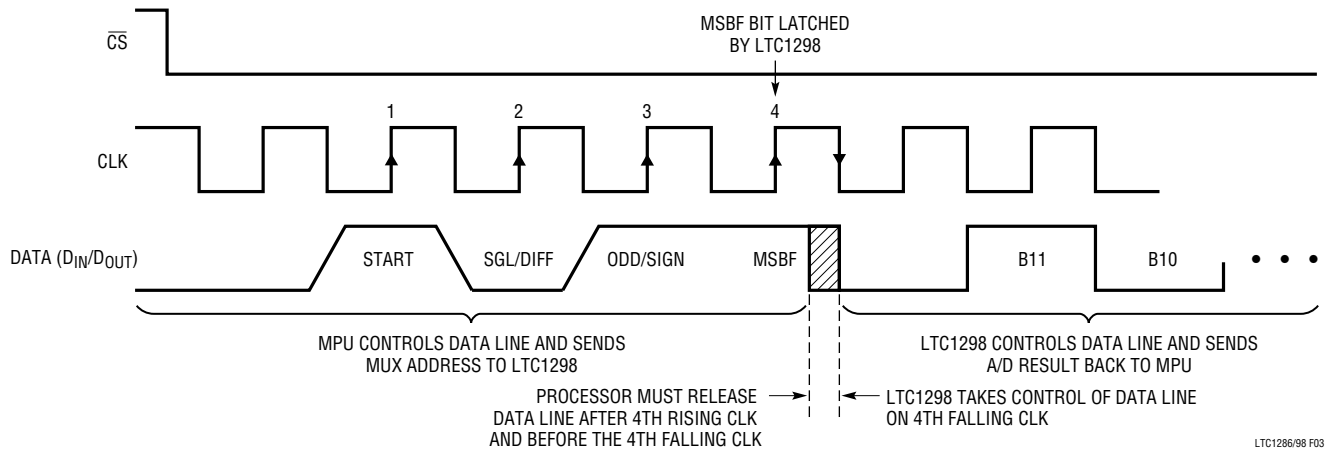 MSBF BIT LATCHED
BY LTC1298
CS
1 2 3 4
CLK
DATA (DIN/DOUT)
START SGL/DIFF ODD/SIGN MSBF B11 B10 • • •
MPU CONTROLS DATA LINE AND SENDS
MUX ADDRESS TO LTC1298
LTC1298 CONTROLS DATA LINE AND SENDS
A/D RESULT BACK TO MPU
PROCESSOR MUST RELEASE
DATA LINE AFTER 4TH RISING CLK
AND BEFORE THE 4TH FALLING CLK
LTC1298 TAKES CONTROL OF DATA LINE
ON 4TH FALLING CLK
LTC1286/98 F03